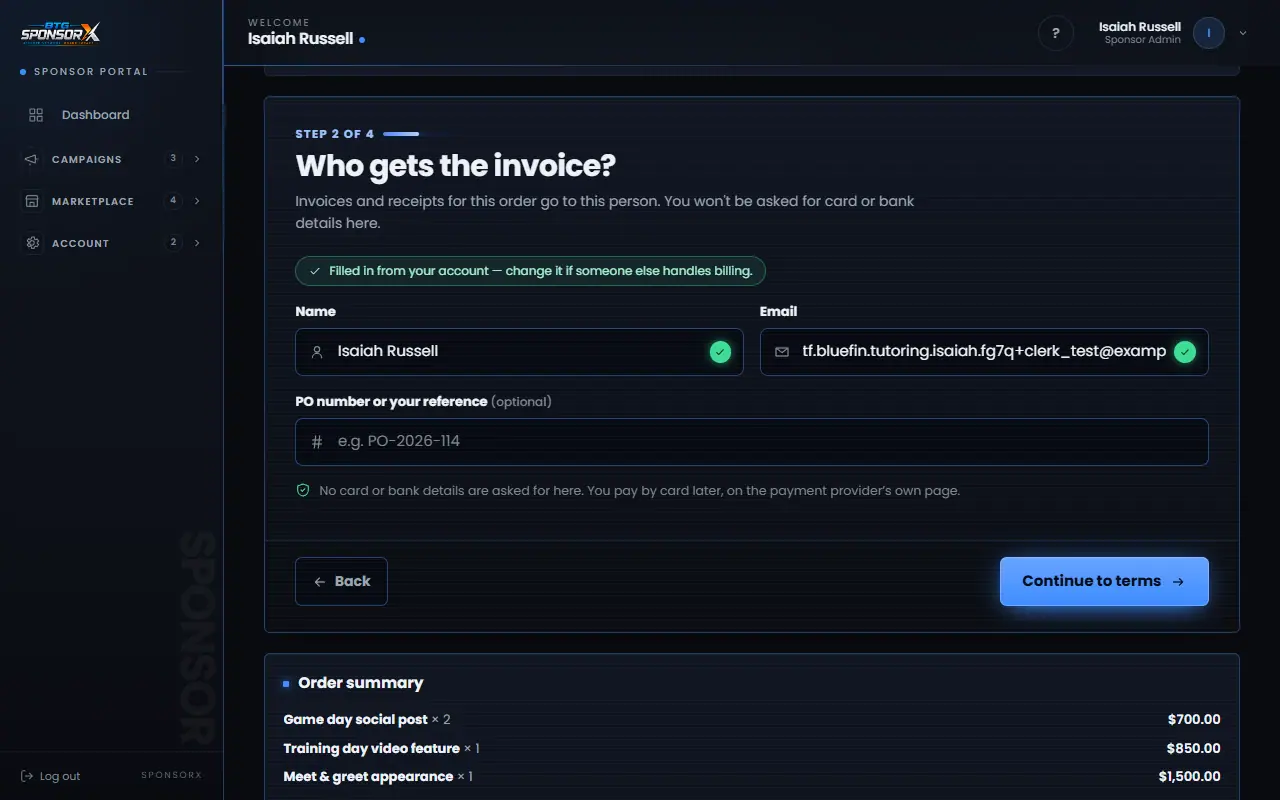 BTG
SPONSORX
SPONSOR PORTAL
Dashboard
CAMPAIGNS 3
MARKETPLACE 4
ACCOUNT 2
SPONSOR
Log out
SPONSORX
WELCOME
Isaiah Russell
?
Isaiah Russell
Sponsor Admin
I
STEP 2 OF 4
Who gets the invoice?
Invoices and receipts for this order go to this person. You won't be asked for card or bank
details here.
Filled in from your account — change it if someone else handles billing.
Name
Isaiah Russell
Email
tf.bluefin.tutoring.isaiah.fg7q+clerk_test@examp
PO number or your reference (optional)
# e.g. PO-2026-114
No card or bank details are asked for here. You pay by card later, on the payment provider's own page.
← Back
Continue to terms →
Order summary
Game day social post × 2 $700.00
Training day video feature × 1 $850.00
Meet & greet appearance × 1 $1,500.00